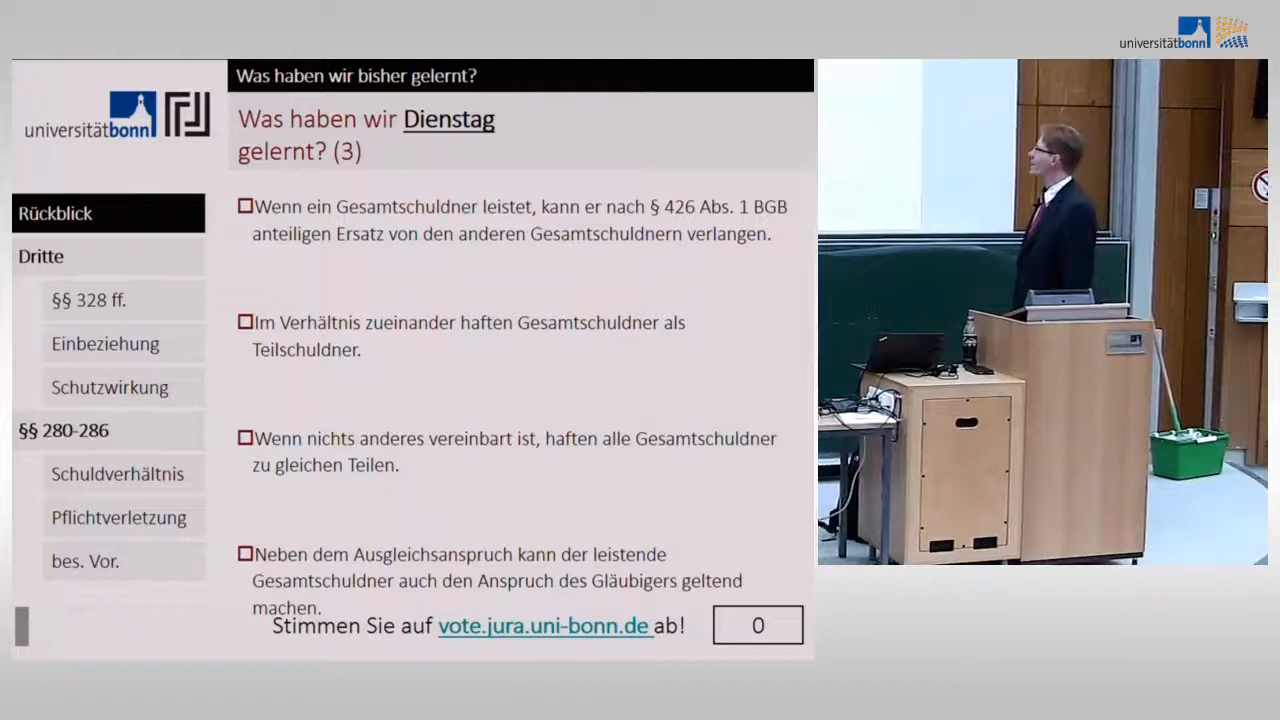 universitätbonn
Was haben wir bisher gelernt?
universitätbonn
Was haben wir Dienstag
gelernt? (3)
Rückblick
Dritte
§§ 328 ff.
Einbeziehung
Schutzwirkung
§§ 280-286
Schuldverhältnis
Pflichtverletzung
bes. Vor.
Wenn ein Gesamtschuldner leistet, kann er nach § 426 Abs. 1 BGB
anteiligen Ersatz von den anderen Gesamtschuldnern verlangen.
Im Verhältnis zueinander haften Gesamtschuldner als
Teilschuldner.
Wenn nichts anderes vereinbart ist, haften alle Gesamtschuldner
zu gleichen Teilen.
Neben dem Ausgleichsanspruch kann der leistende
Gesamtschuldner auch den Anspruch des Gläubigers geltend
machen.
Stimmen Sie auf vote.jura.uni-bonn.de ab!
0